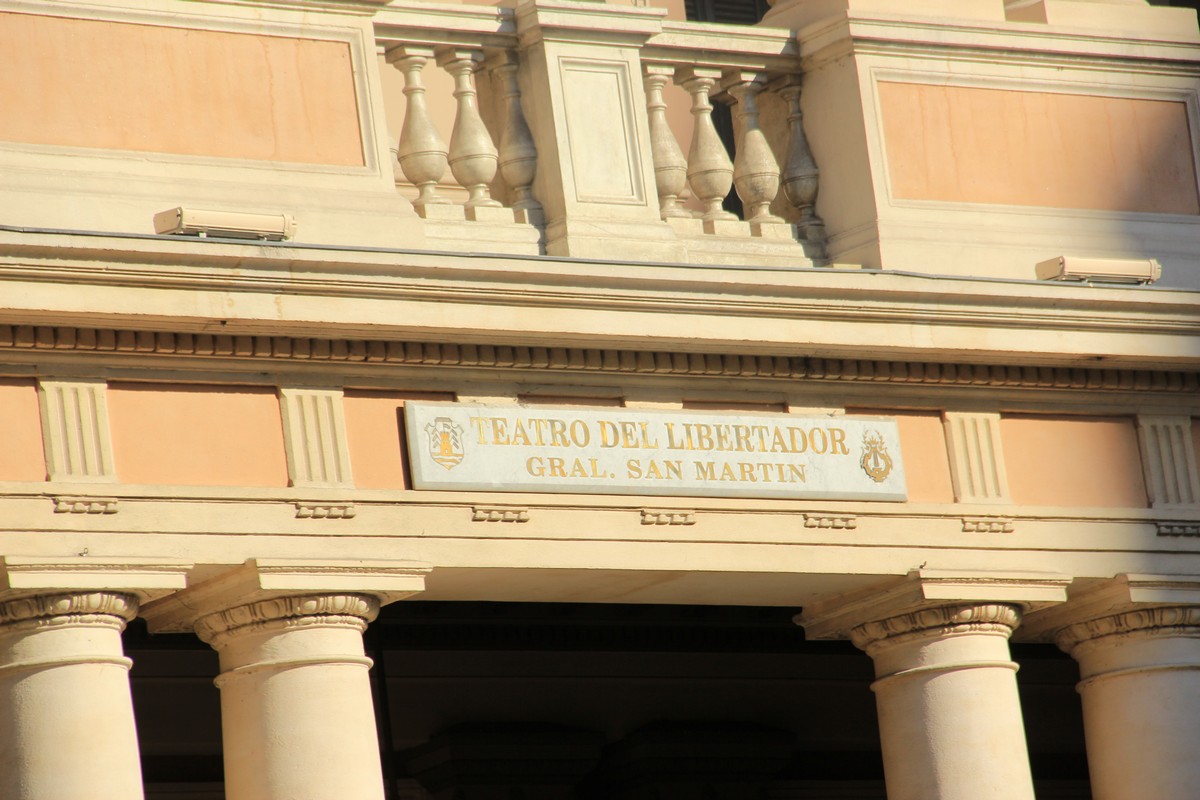 TEATRO DEL LIBERTADOR
GRAL. SAN MARTIN